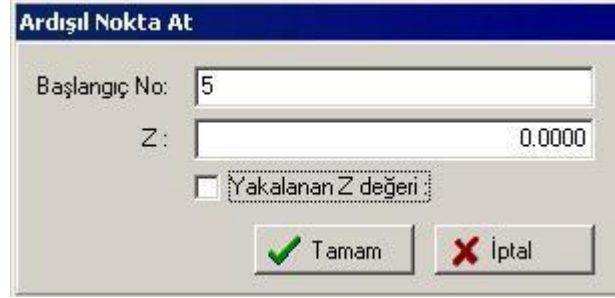 Ardışıl Nokta At
Başlangıç No: 5
Z : 0.0000
Yakalanan Z değeri :
Tamam İptal